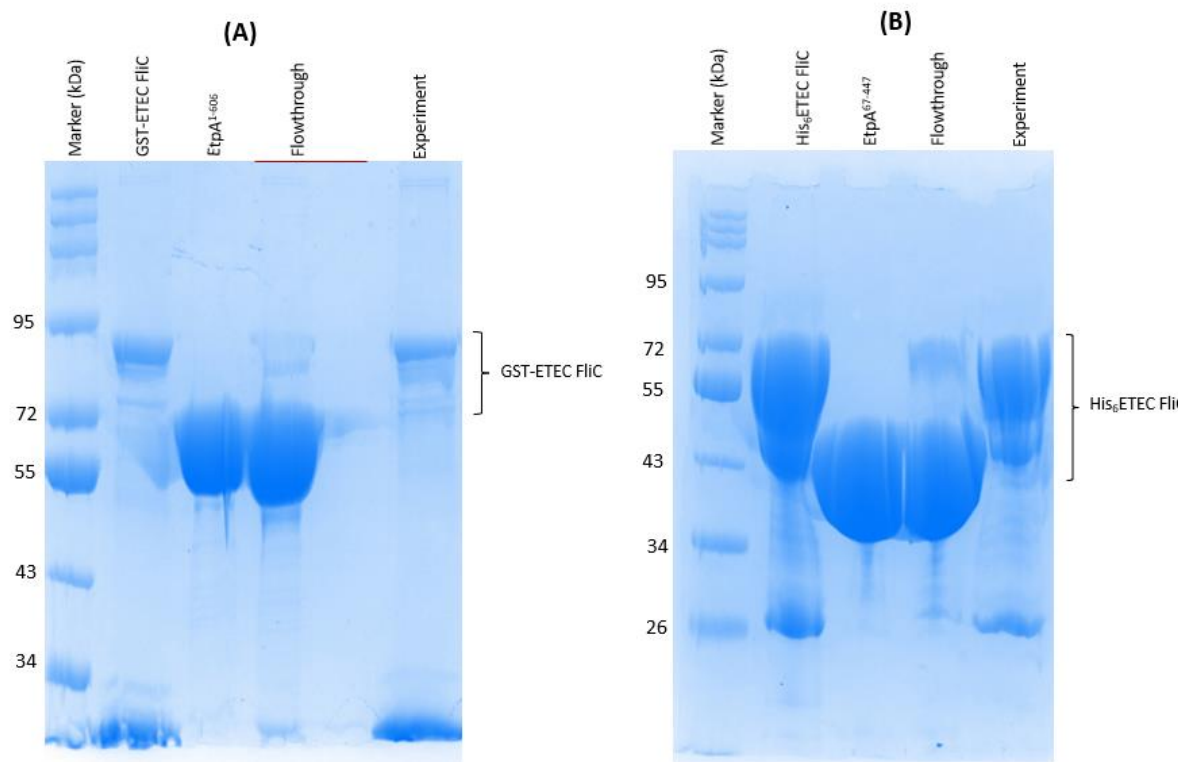 (A)
Marker (kDa)
GST-ETEC FliC
EtpA1-606
Flowthrough
Experiment
95
72
55
43
34
GST-ETEC FliC
(B)
Marker (kDa)
His₆ETEC FliC
EtpA67-447
Flowthrough
Experiment
95
72
55
43
34
26
His₆ETEC FliC